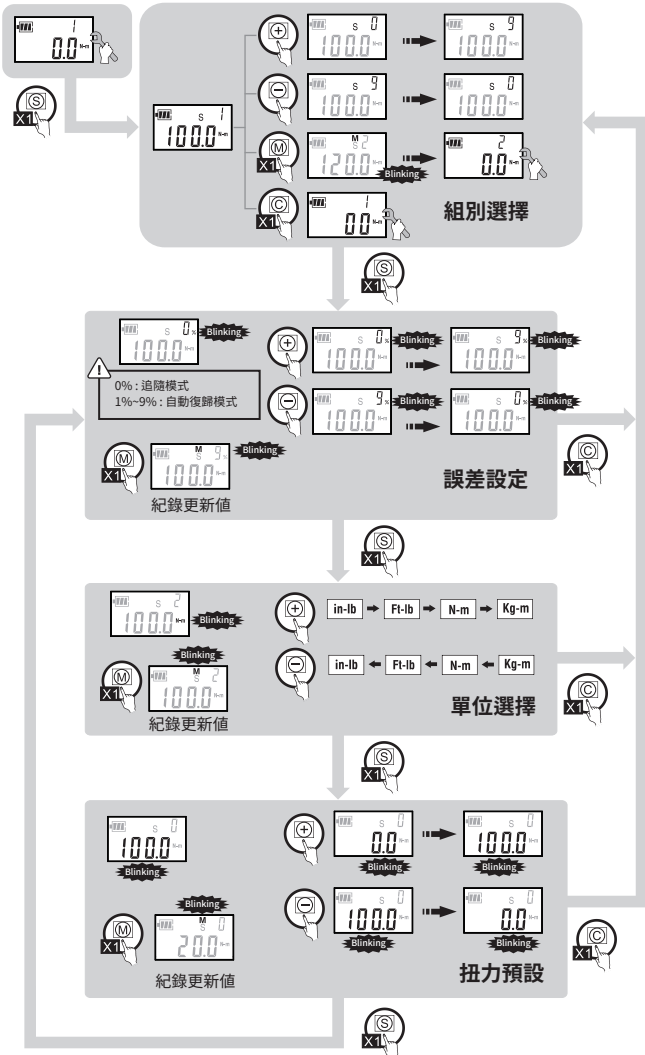 1
0.0 N-m
S
X1
S 1
100.0 N-m
+
S 0
100.0 N-m
S 9
100.0 N-m
−
S 9
100.0 N-m
S 0
100.0 N-m
M
X1
M
S 2
120.0 N-m
Blinking
2
0.0 N-m
C
X1
1
00 N-m
組別選擇
S
X1
S 0%
100.0 N-m
Blinking
+
S 0%
100.0 N-m
Blinking
S 9%
100.0 N-m
Blinking
!
0% : 追隨模式
1%~9% : 自動復歸模式
−
S 9%
100.0 N-m
Blinking
S 0%
100.0 N-m
Blinking
M
X1
M
S 9%
100.0 N-m
Blinking
紀錄更新值
誤差設定
C
X1
S
X1
S 2
100.0 N-m
Blinking
+
in-lb Ft-lb N-m Kg-m
Blinking
M
X1
M
S 2
100.0 N-m
紀錄更新值
−
in-lb Ft-lb N-m Kg-m
單位選擇
C
X1
S
X1
S 0
100.0 N-m
Blinking
+
S 0
0.0 N-m
Blinking
S 0
100.0 N-m
Blinking
Blinking
M
X1
M
S 0
20.0 N-m
紀錄更新值
−
S 0
100.0 N-m
Blinking
S 0
0.0 N-m
Blinking
扭力預設
C
X1
S
X1